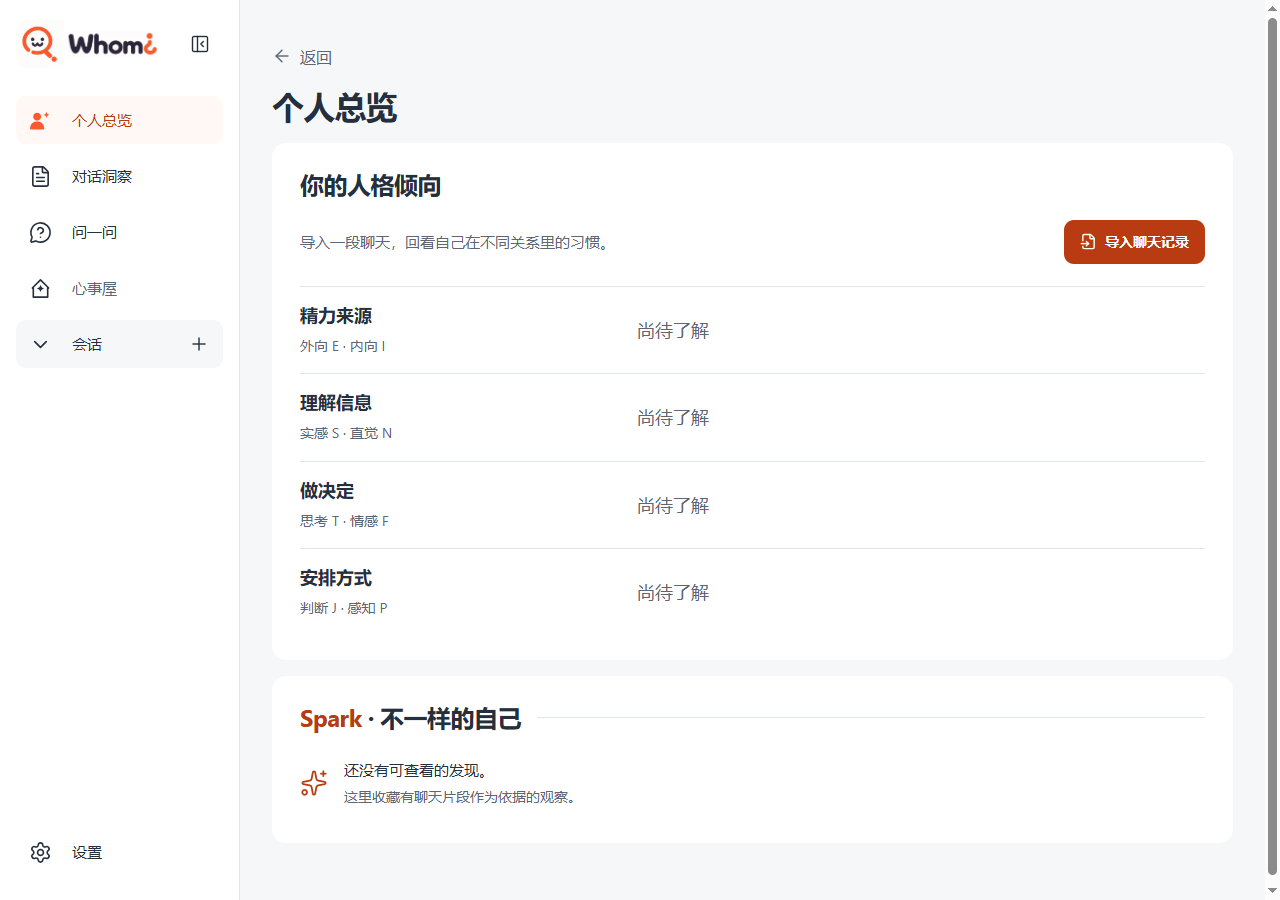 Whomi
个人总览
对话洞察
问一问
心事屋
会话
设置
返回
个人总览
你的人格倾向
导入一段聊天，回看自己在不同关系里的习惯。
导入聊天记录
精力来源
外向 E · 内向 I
尚待了解
理解信息
实感 S · 直觉 N
尚待了解
做决定
思考 T · 情感 F
尚待了解
安排方式
判断 J · 感知 P
尚待了解
Spark · 不一样的自己
还没有可查看的发现。
这里收藏有聊天片段作为依据的观察。